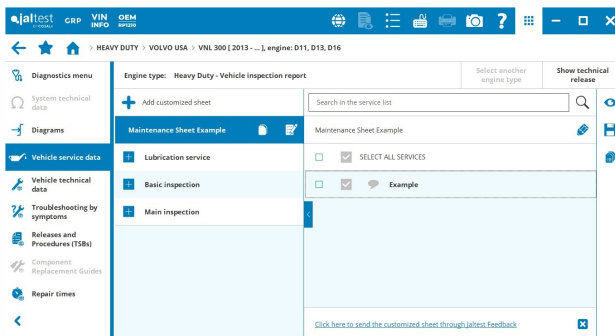 jaltest GRP VIN INFO OEM RP1210
> HEAVY DUTY > VOLVO USA > VNL 300 [ 2013 - ... ], engine: D11, D13, D16
Diagnostics menu
Engine type: Heavy Duty - Vehicle inspection report
Select another engine type
Show technical release
System technical data
Add customized sheet
Search in the service list
Diagrams
Maintenance Sheet Example
Maintenance Sheet Example
Vehicle service data
Lubrication service
SELECT ALL SERVICES
Vehicle technical data
Basic inspection
Example
Troubleshooting by symptoms
Main inspection
Releases and Procedures (TSBs)
Component Replacement Guides
Repair times
Click here to send the customized sheet through Jaltest Feedback